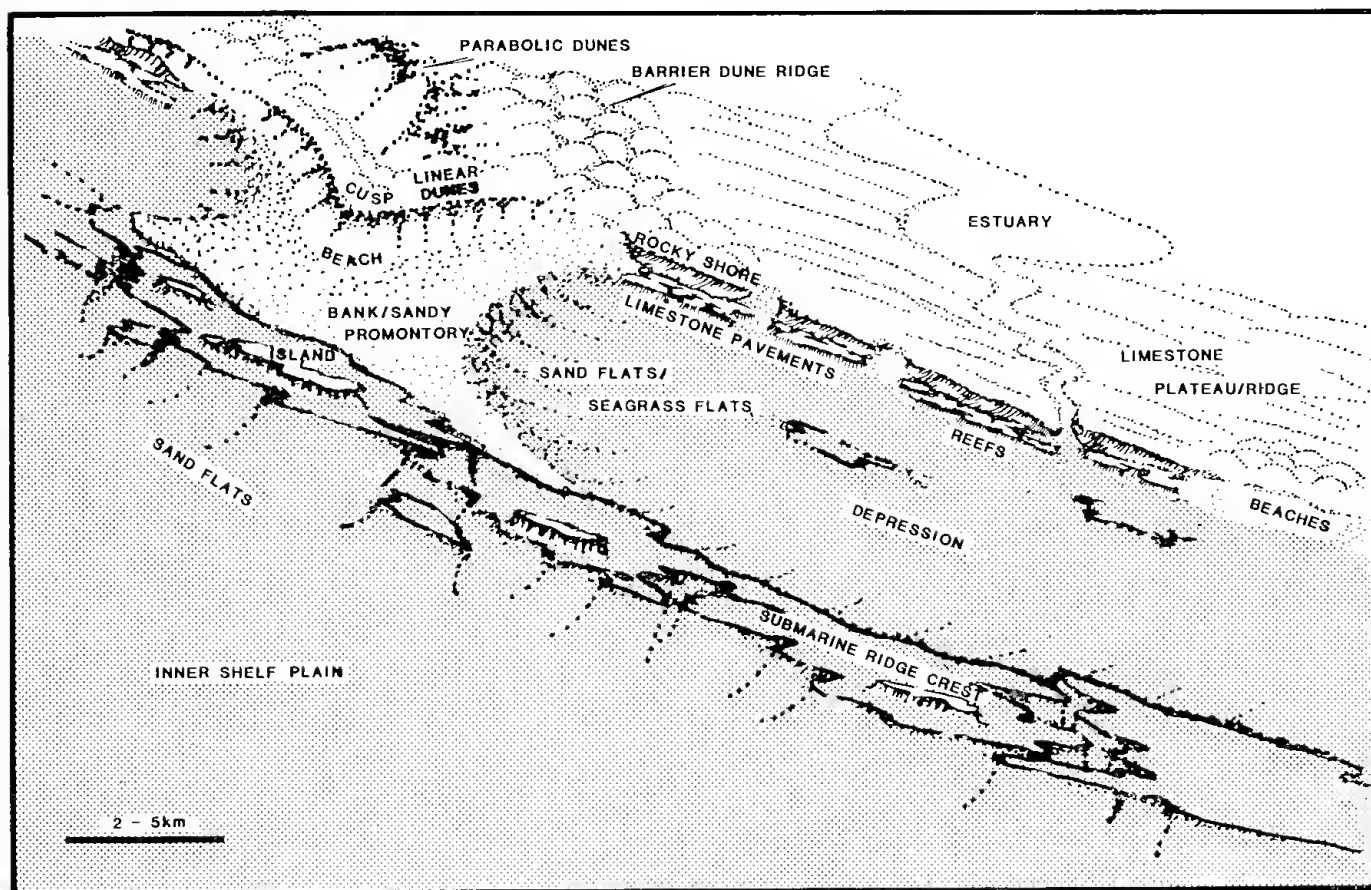 PARABOLIC DUNES
BARRIER DUNE RIDGE
CUSP
LINEAR
DUNES
ESTUARY
BEACH
ROCKY SHORE
BANK/SANDY
PROMONTORY
LIMESTONE PAVEMENTS
ISLAND
LIMESTONE
PLATEAU/RIDGE
SAND FLATS/
SEAGRASS FLATS
REEFS
SAND FLATS
BEACHES
DEPRESSION
SUBMARINE RIDGE CREST
INNER SHELF PLAIN
2 - 5km